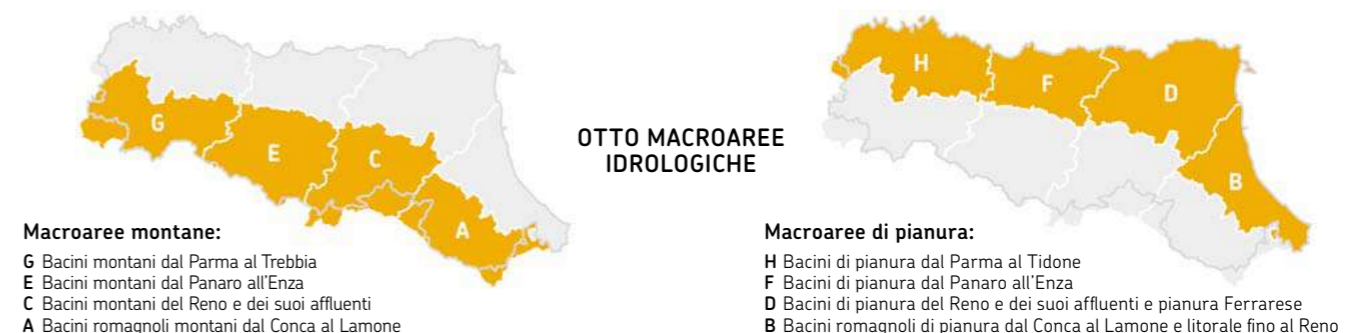 G
E
C
A
OTTO MACROAREE
IDROLOGICHE
H
F
D
B
Macroaree montane:
G Bacini montani dal Parma al Trebbia
E Bacini montani dal Panaro all'Enza
C Bacini montani del Reno e dei suoi affluenti
A Bacini romagnoli montani dal Conca al Lamone
Macroaree di pianura:
H Bacini di pianura dal Parma al Tidone
F Bacini di pianura dal Panaro all'Enza
D Bacini di pianura del Reno e dei suoi affluenti e pianura Ferrarese
B Bacini romagnoli di pianura dal Conca al Lamone e litorale fino al Reno